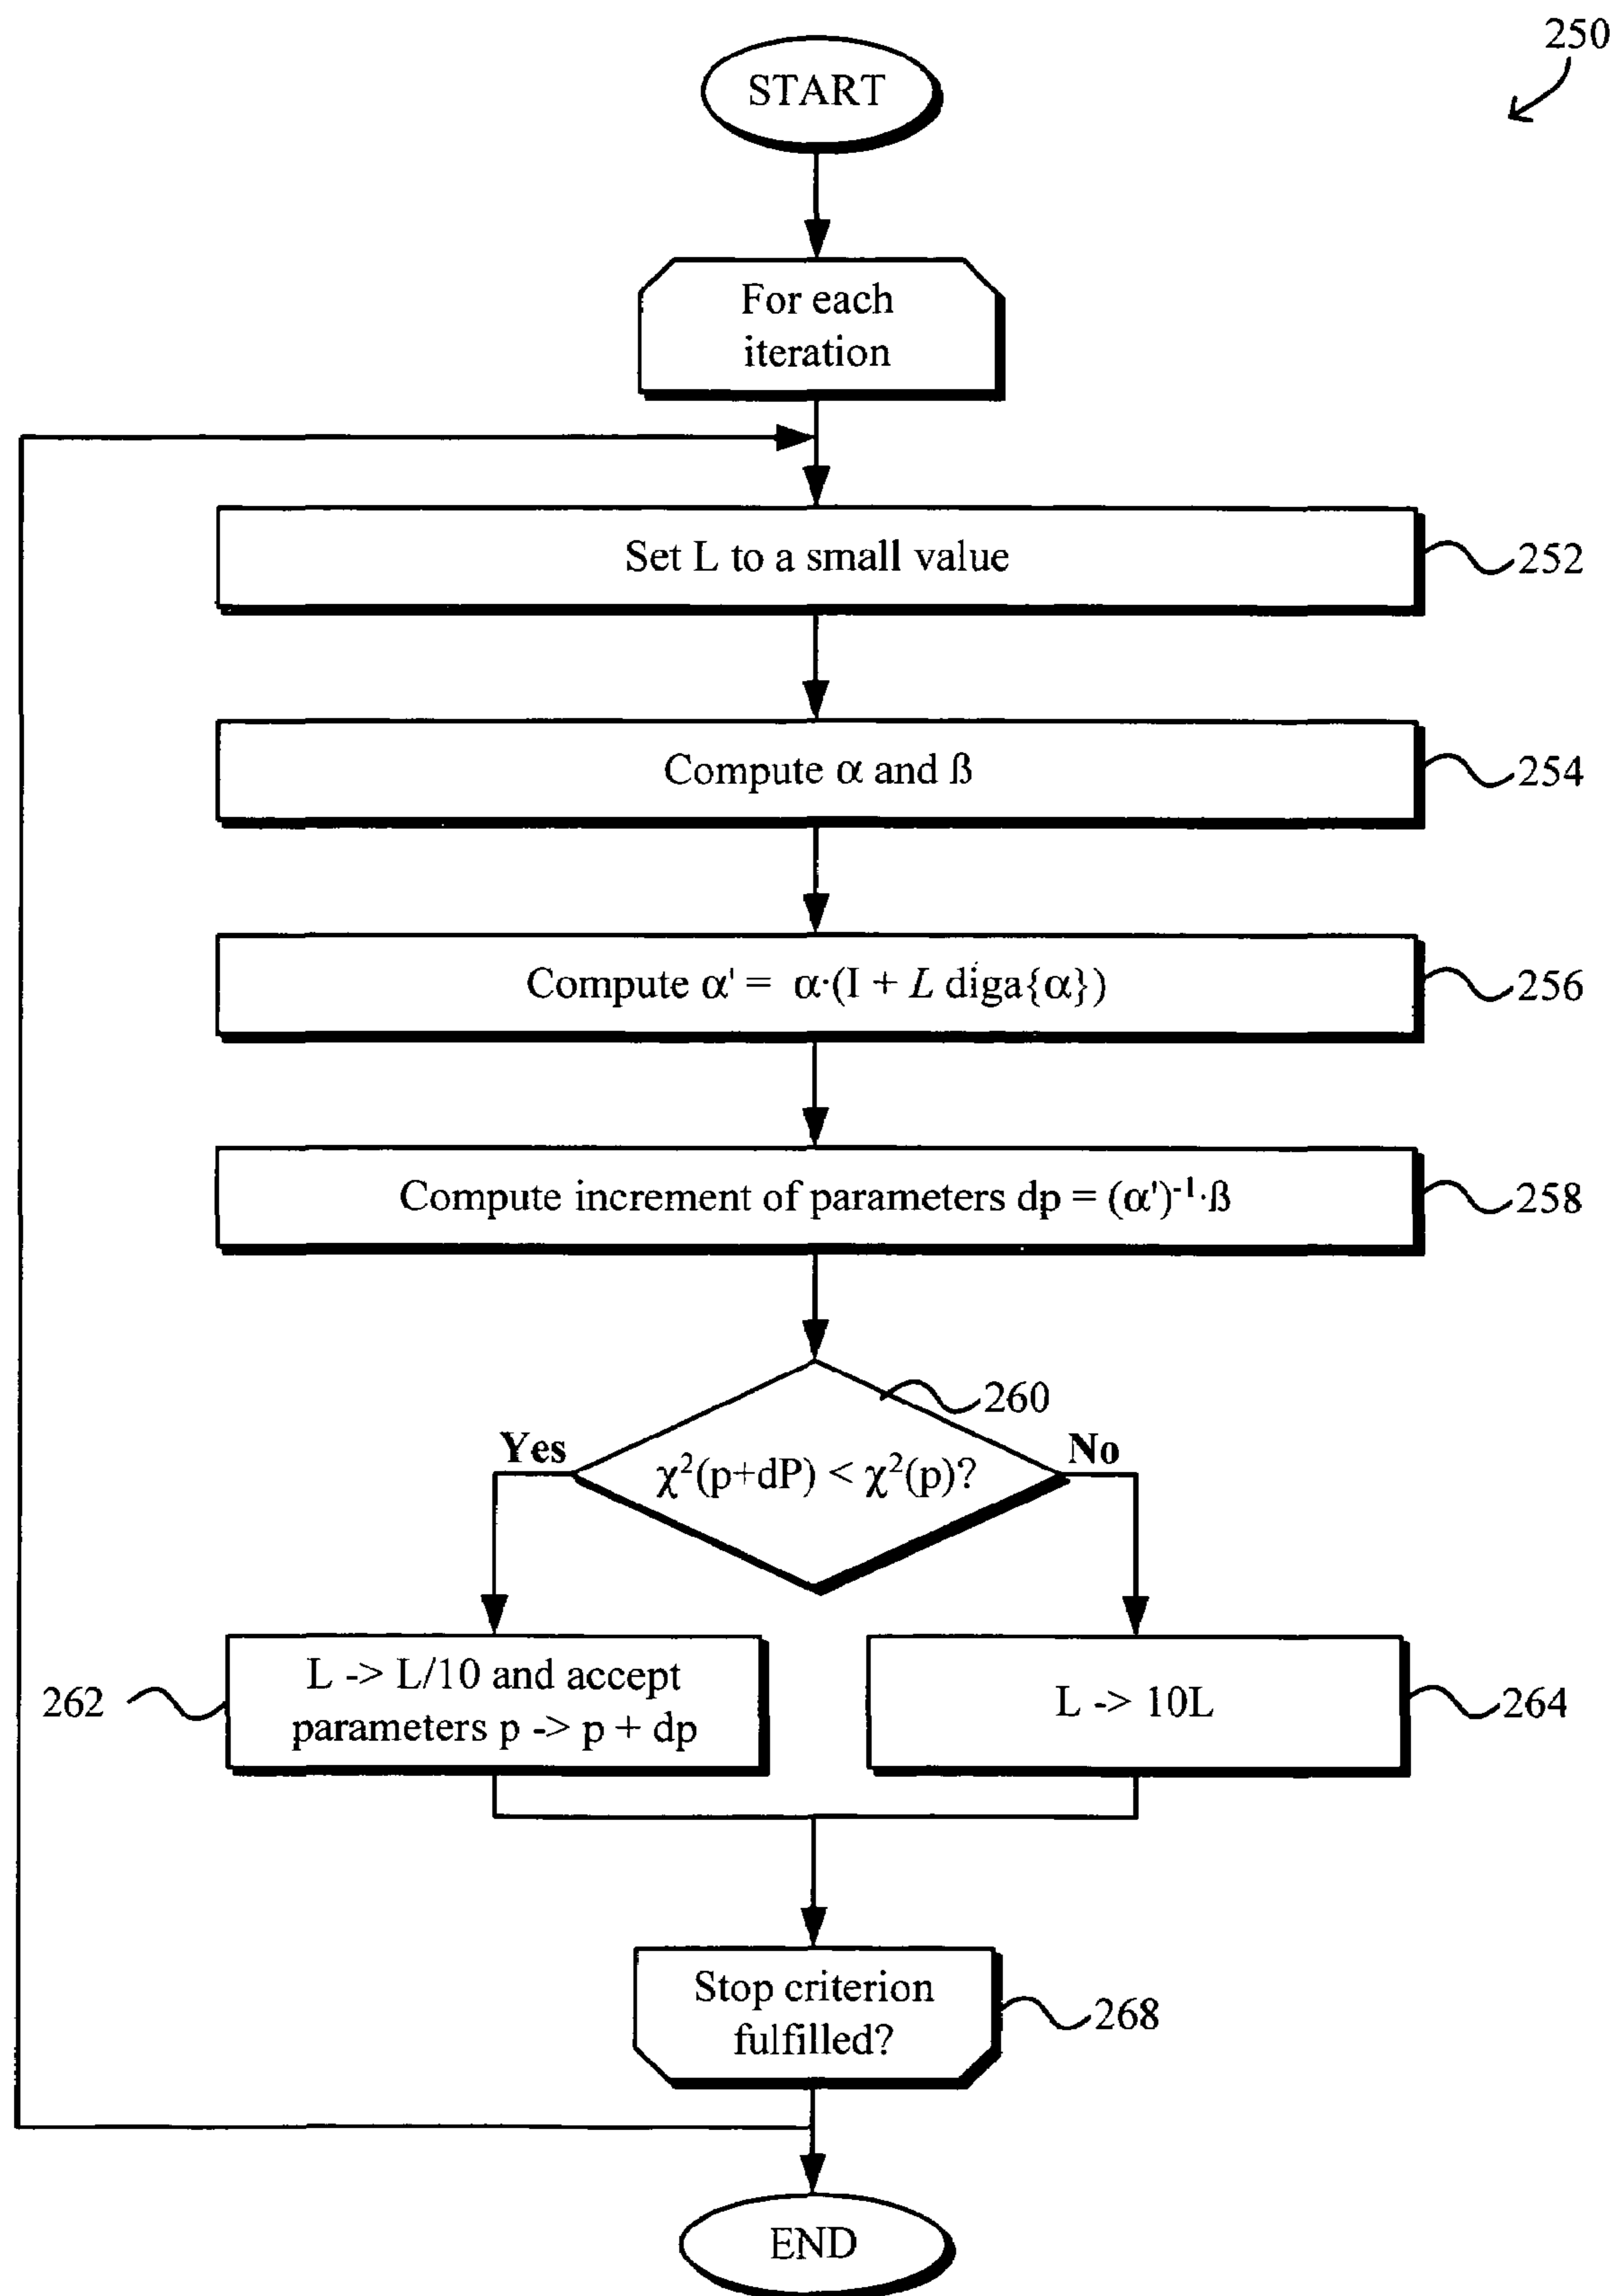 250
START
For each
iteration
Set L to a small value
252
Compute α and ß
254
Compute α' = α·(I + L diga{α})
256
Compute increment of parameters dp = (α')⁻¹·ß
258
260
Yes
No
χ²(p+dP) < χ²(p)?
L -> L/10 and accept
parameters p -> p + dp
262
L -> 10L
264
Stop criterion
fulfilled?
268
END